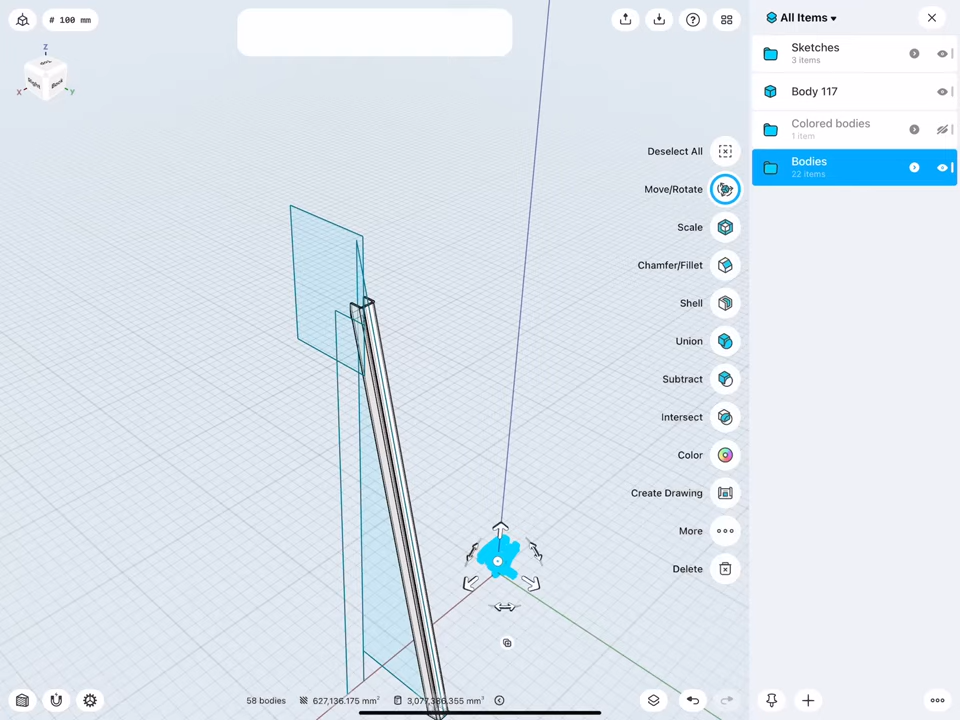 # 100 mm
All Items
Sketches
3 items
Body 117
Colored bodies
1 item
Bodies
22 items
Z
X
Y
Right
Back
Deselect All
Move/Rotate
Scale
Chamfer/Fillet
Shell
Union
Subtract
Intersect
Color
Create Drawing
More
Delete
58 bodies
627,136.175 mm²